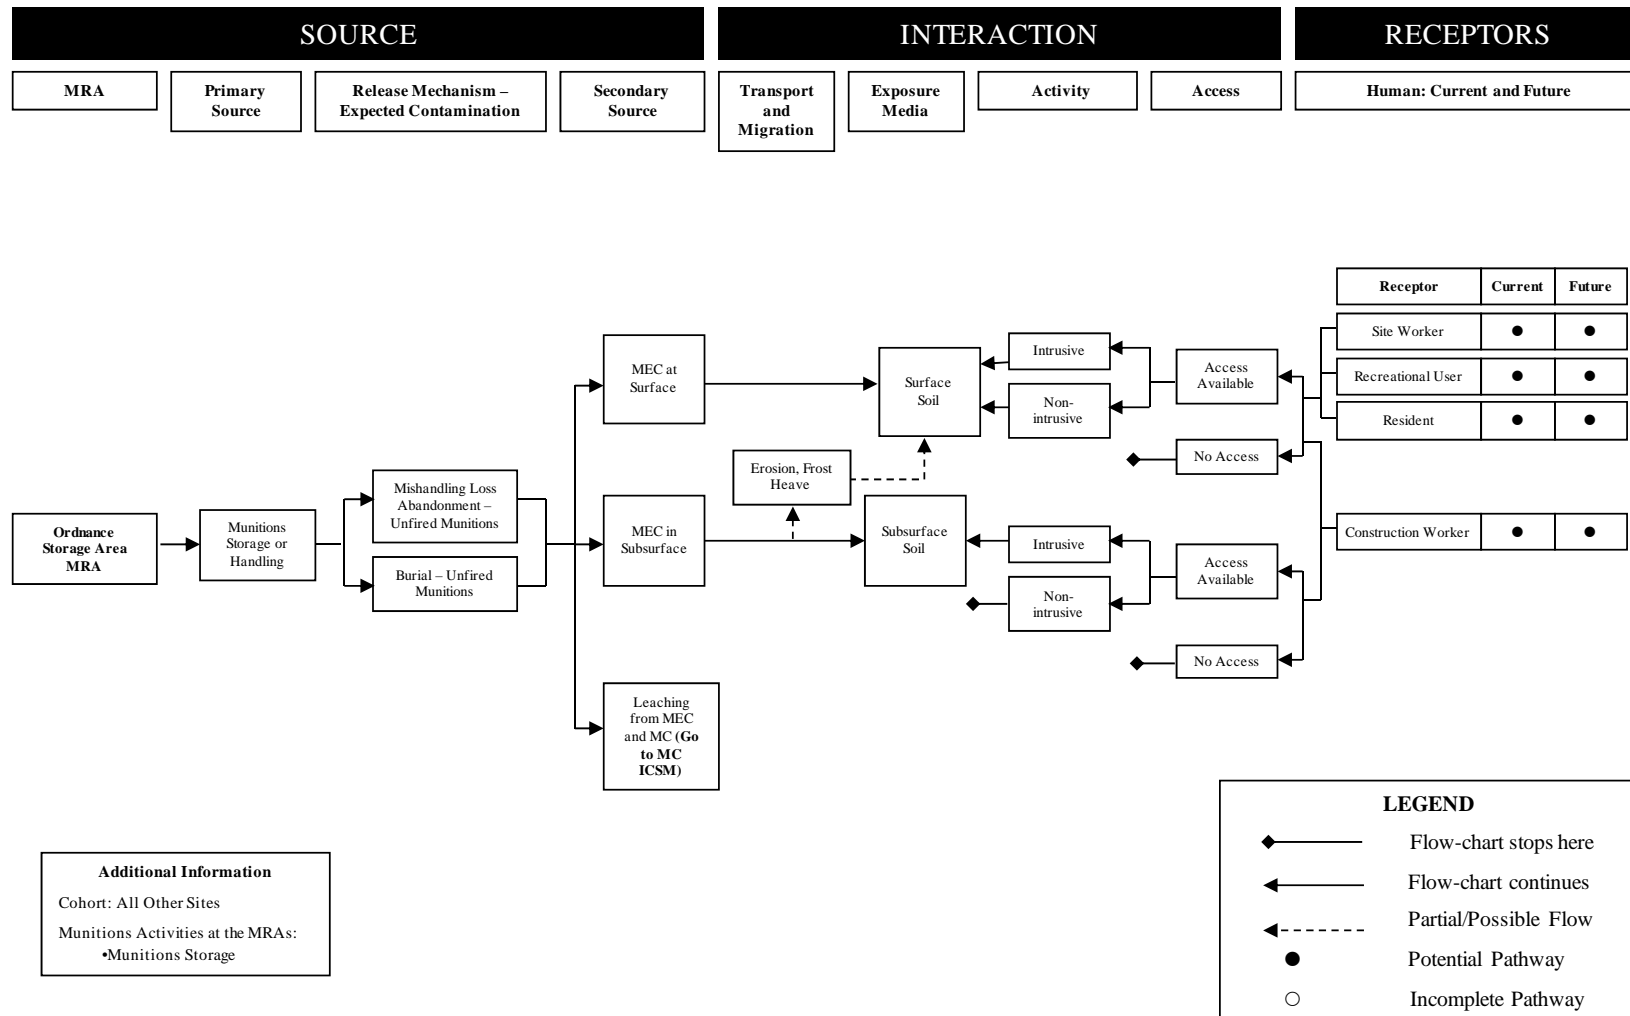 SOURCE
INTERACTION
RECEPTORS
MRA
Primary
Source
Release Mechanism –
Expected Contamination
Secondary
Source
Transport
and
Migration
Exposure
Media
Activity
Access
Human: Current and Future
Receptor
Current
Future
Site Worker
●
●
Recreational User
●
●
Resident
●
●
Construction Worker
●
●
Ordnance
Storage Area
MRA
Munitions
Storage or
Handling
Mishandling Loss
Abandonment –
Unfired Munitions
Burial – Unfired
Munitions
MEC at
Surface
MEC in
Subsurface
Leaching
from MEC
and MC (Go
to MC
ICSM)
Erosion, Frost
Heave
Surface
Soil
Subsurface
Soil
Intrusive
Non-
intrusive
Intrusive
Non-
intrusive
Access
Available
No Access
Access
Available
No Access
Additional Information
Cohort: All Other Sites
Munitions Activities at the MRAs:
•Munitions Storage
LEGEND
Flow-chart stops here
Flow-chart continues
Partial/Possible Flow
● Potential Pathway
○ Incomplete Pathway